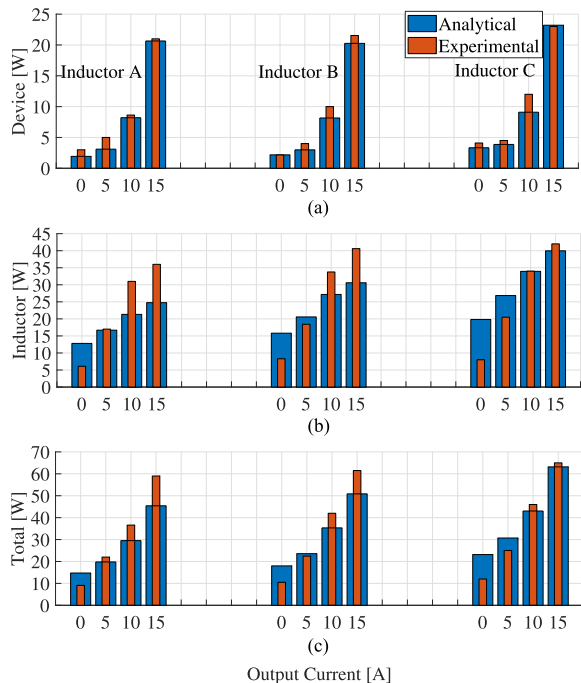 Device [W]
25
20
15
10
5
0
Analytical
Experimental
Inductor A
Inductor B
Inductor C
0 5 10 15 0 5 10 15 0 5 10 15
(a)
Inductor [W]
45
40
35
30
25
20
15
10
5
0
0 5 10 15 0 5 10 15 0 5 10 15
(b)
Total [W]
70
60
50
40
30
20
10
0
0 5 10 15 0 5 10 15 0 5 10 15
(c)
Output Current [A]